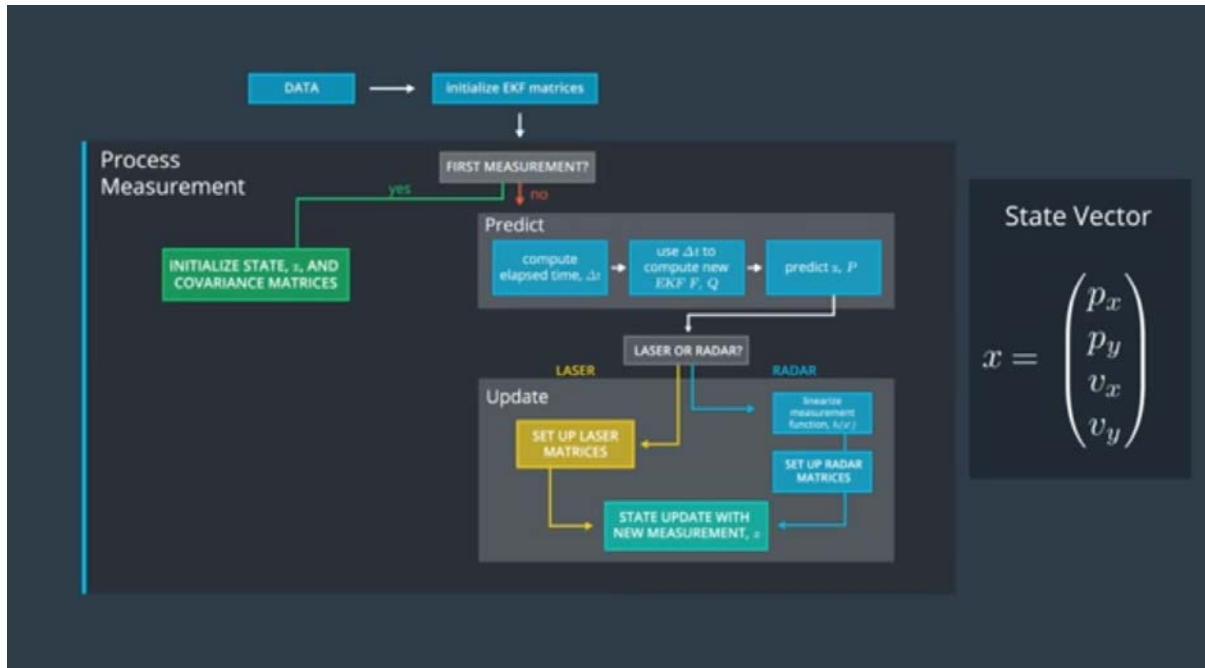 DATA
initialize EKF matrices
Process
Measurement
FIRST MEASUREMENT?
yes
no
INITIALIZE STATE, x, AND
COVARIANCE MATRICES
Predict
compute
elapsed time, Δt
use Δt to
compute new
EKF F, Q
predict x, P
LASER OR RADAR?
LASER
RADAR
Update
SET UP LASER
MATRICES
linearize
measurement
function, h(x')
SET UP RADAR
MATRICES
STATE UPDATE WITH
NEW MEASUREMENT, z
State Vector
x =
p_x
p_y
v_x
v_y